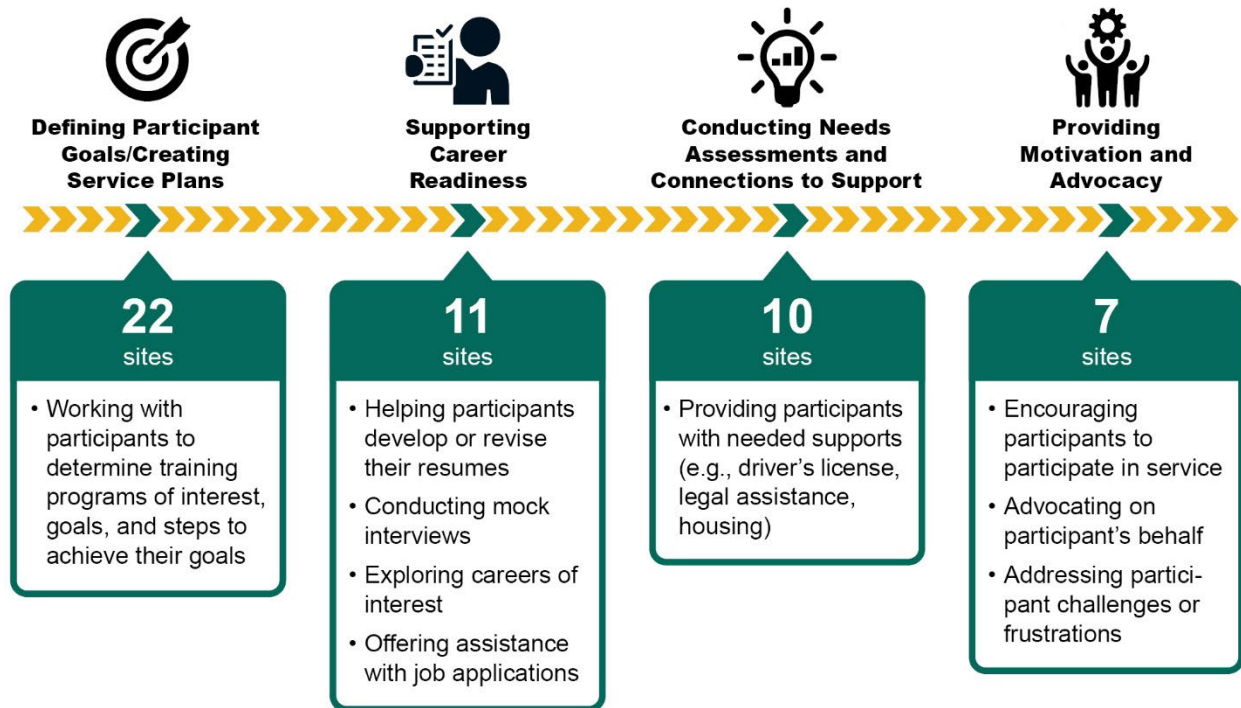 Defining Participant
Goals/Creating
Service Plans
Supporting
Career
Readiness
Conducting Needs
Assessments and
Connections to Support
Providing
Motivation and
Advocacy
22
sites
• Working with
participants to
determine training
programs of interest,
goals, and steps to
achieve their goals
11
sites
• Helping participants
develop or revise
their resumes
• Conducting mock
interviews
• Exploring careers of
interest
• Offering assistance
with job applications
10
sites
• Providing participants
with needed supports
(e.g., driver’s license,
legal assistance,
housing)
7
sites
• Encouraging
participants to
participate in service
• Advocating on
participant’s behalf
• Addressing partici-
pant challenges or
frustrations